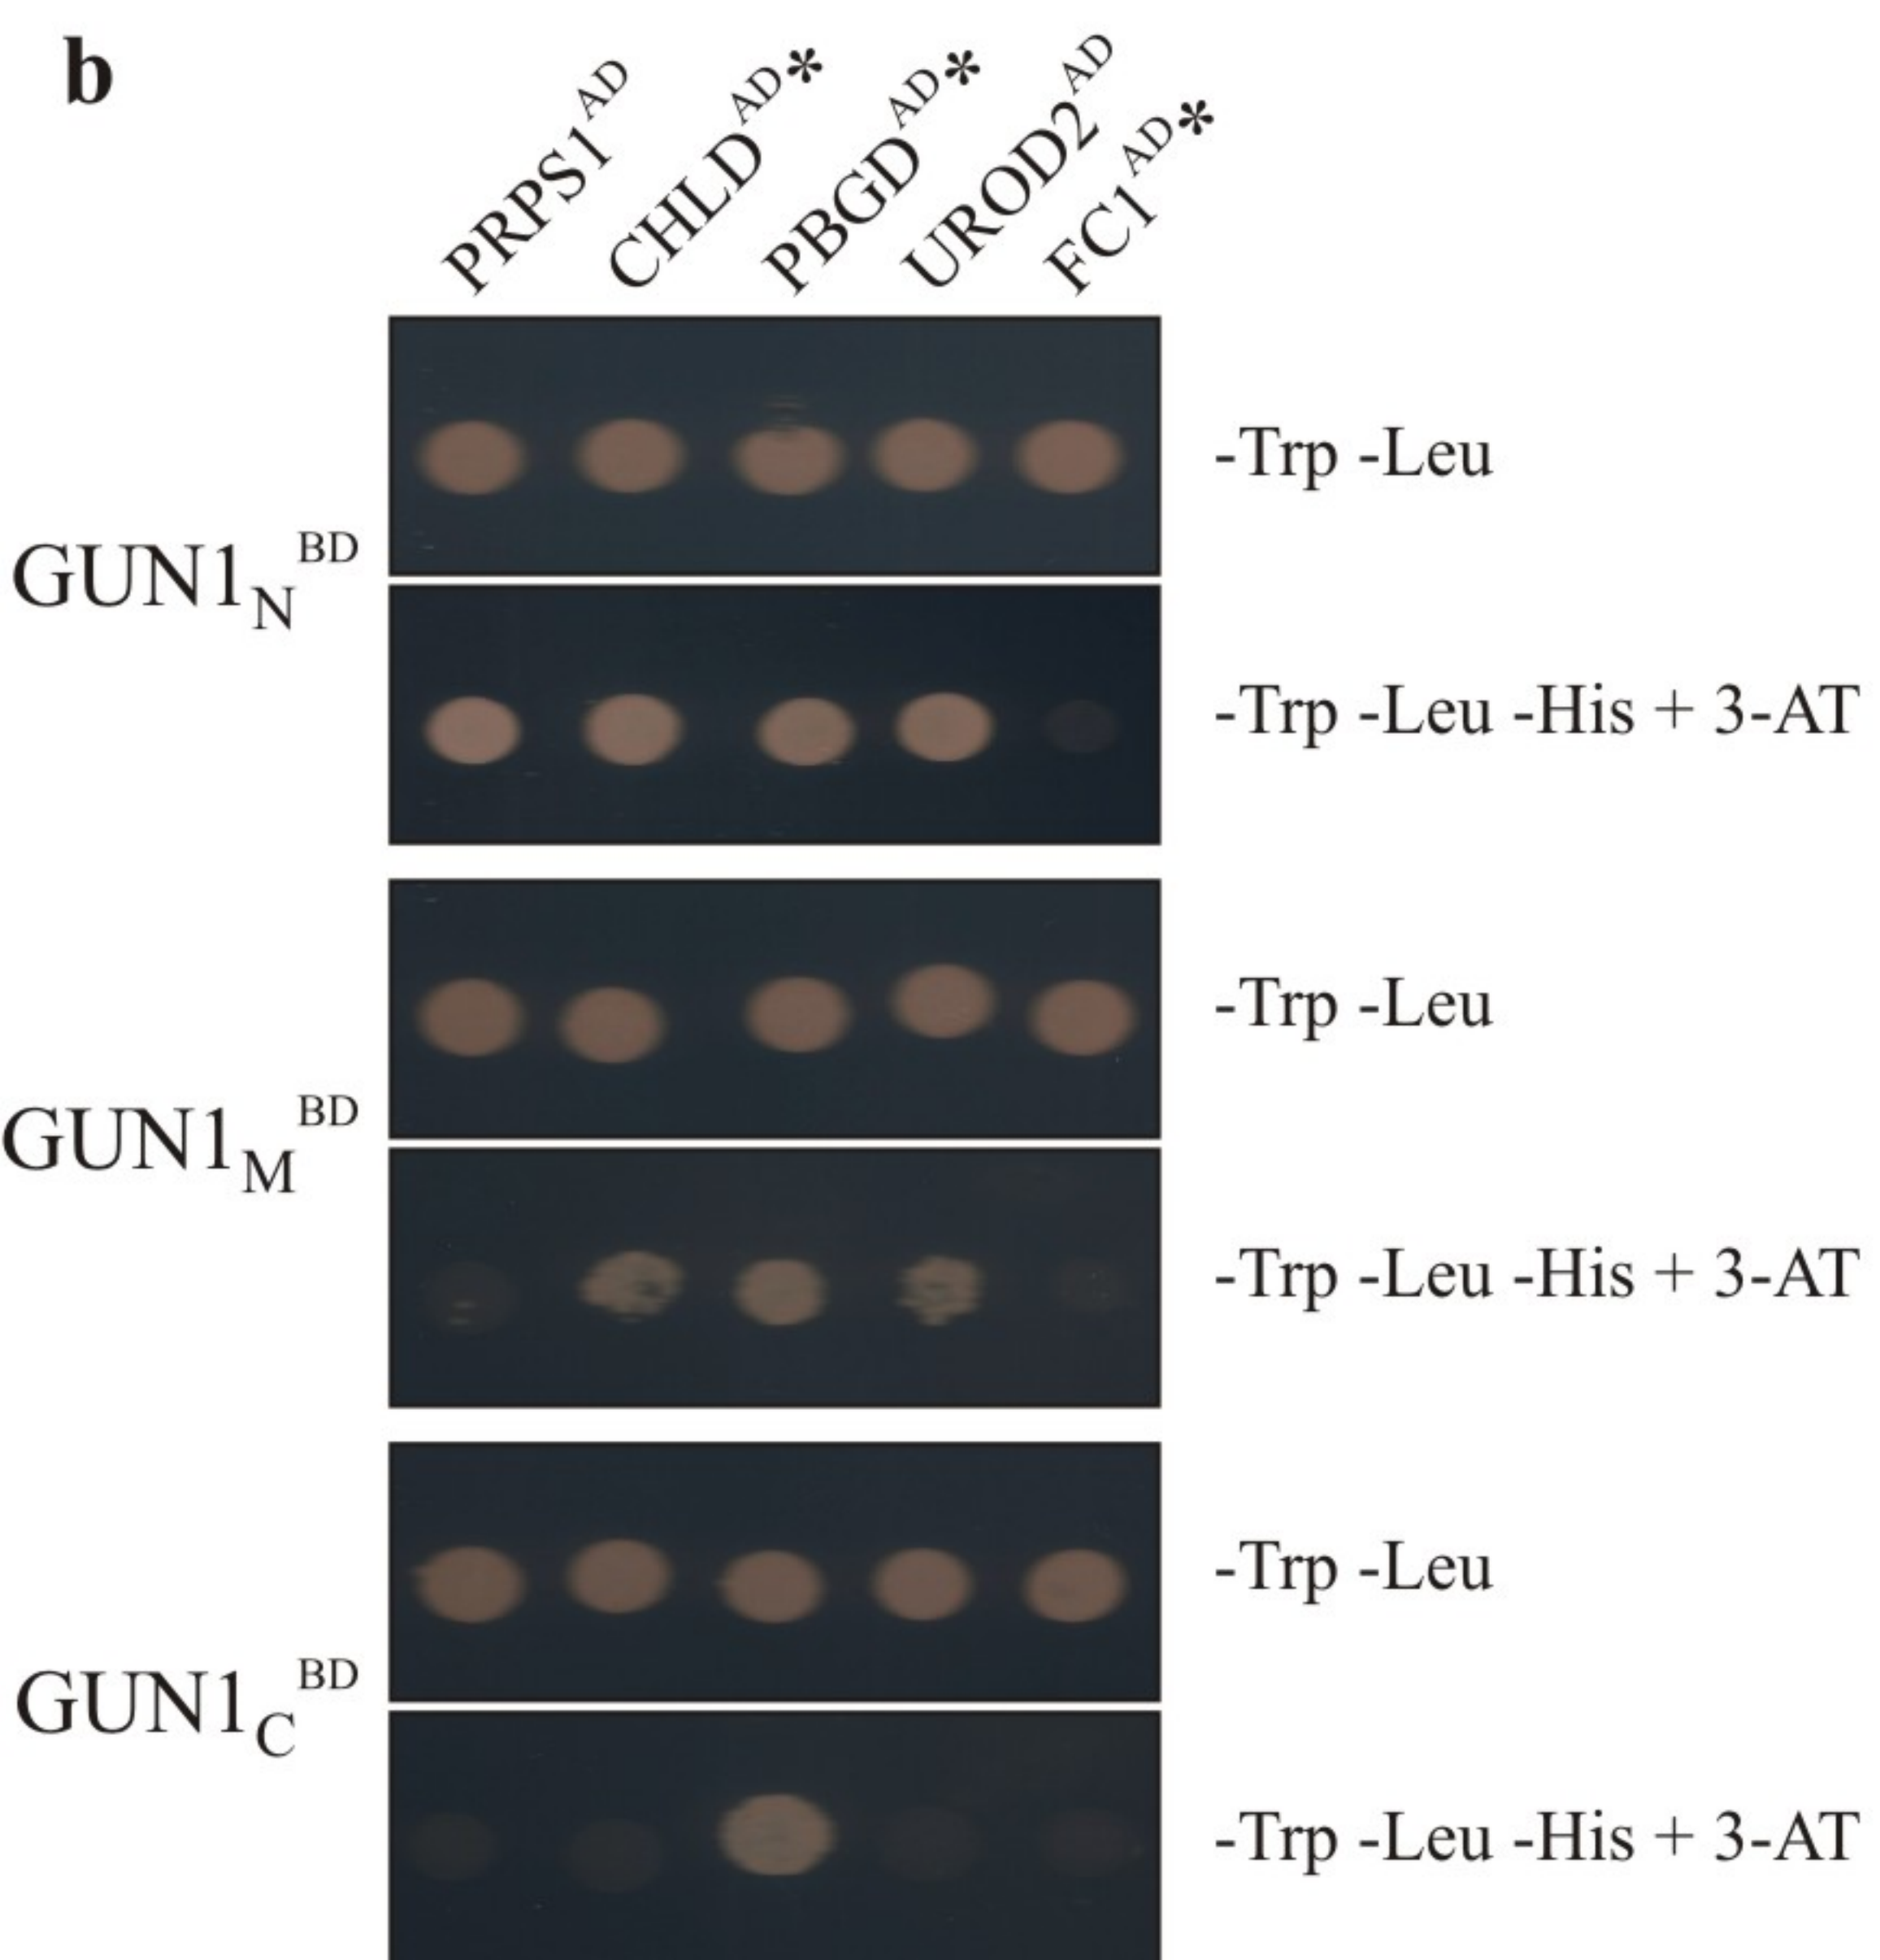 b
PRPS1AD
CHLDAD*
PBGDAD*
UROD2AD
FC1AD*
-Trp -Leu
GUN1NBD
-Trp -Leu -His + 3-AT
-Trp -Leu
GUN1MBD
-Trp -Leu -His + 3-AT
-Trp -Leu
GUN1CBD
-Trp -Leu -His + 3-AT